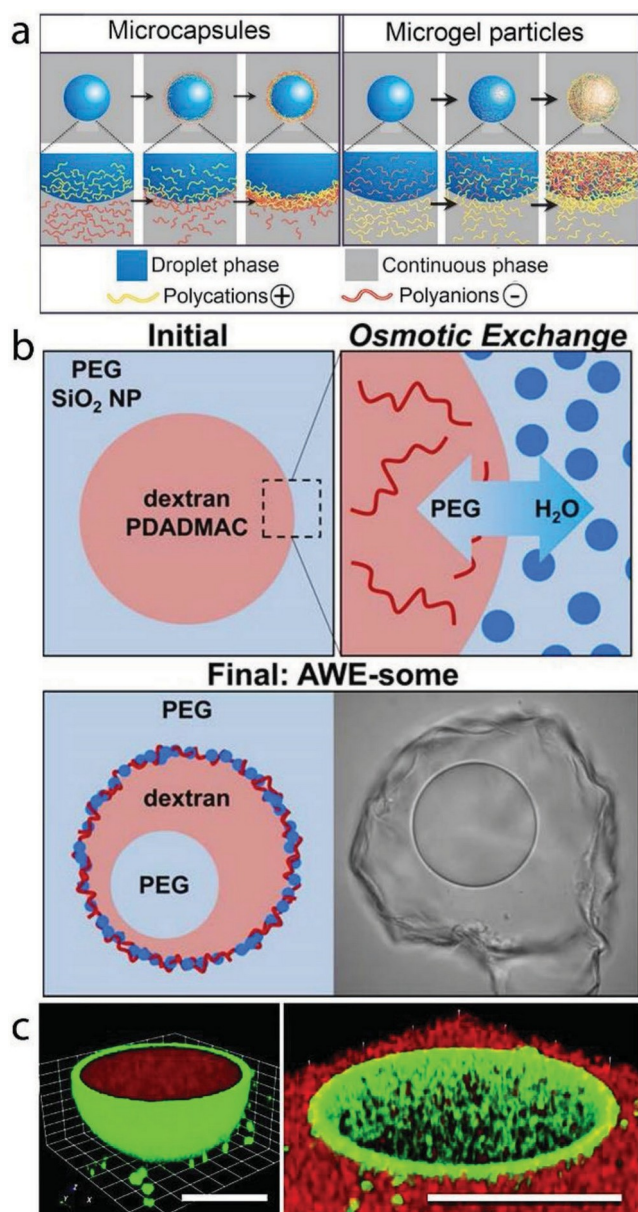 a
Microcapsules
Microgel particles
Droplet phase
Continuous phase
Polycations +
Polyanions −
b
Initial
Osmotic Exchange
PEG
SiO₂ NP
dextran
PDADMAC
PEG
H₂O
Final: AWE-some
PEG
dextran
PEG
c
Z
Y
X